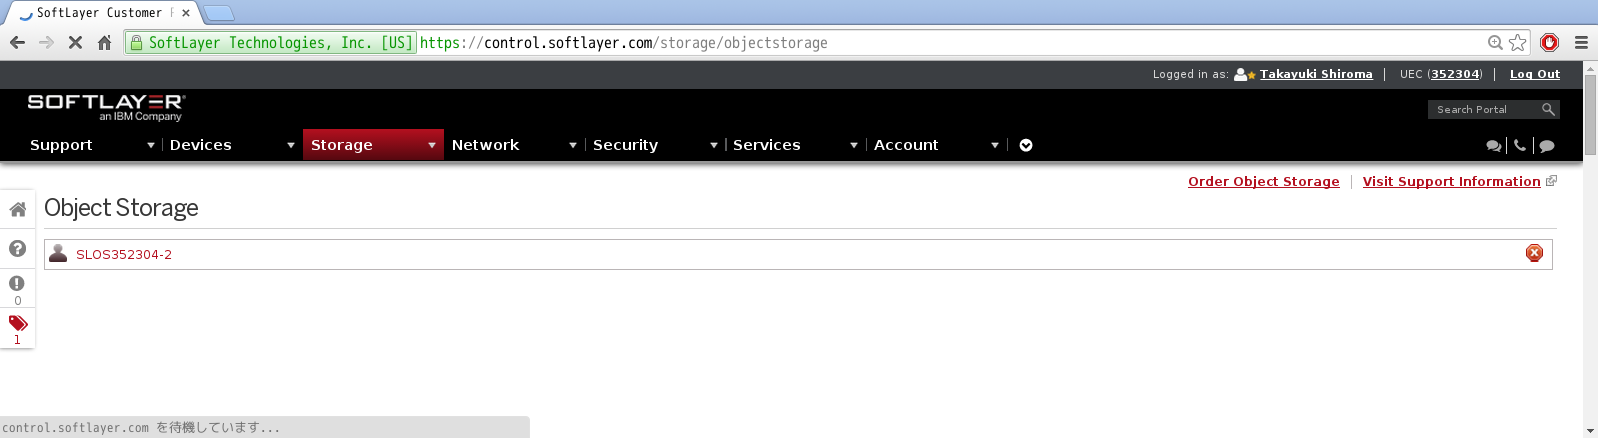 SoftLayer Customer
SoftLayer Technologies, Inc. [US] https://control.softlayer.com/storage/objectstorage
Logged in as: Takayuki Shiroma UEC (352304) Log Out
SOFTLAYER®
an IBM Company
Search Portal
Support Devices Storage Network Security Services Account
Order Object Storage Visit Support Information
Object Storage
SLOS352304-2
0
1
control.softlayer.com を待機しています...